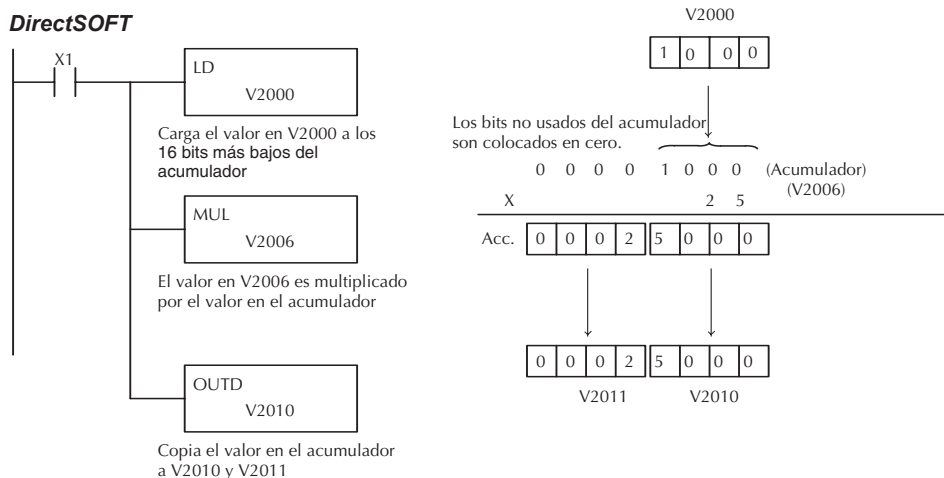 DirectSOFT
X1
LD
V2000
Carga el valor en V2000 a los
16 bits más bajos del
acumulador
MUL
V2006
El valor en V2006 es multiplicado
por el valor en el acumulador
OUTD
V2010
Copia el valor en el acumulador
a V2010 y V2011
V2000
1 0 0 0
Los bits no usados del acumulador
son colocados en cero.
0 0 0 0 1 0 0 0 (Acumulador)
(V2006)
X 2 5
Acc. 0 0 0 2 5 0 0 0
0 0 0 2 5 0 0 0
V2011 V2010